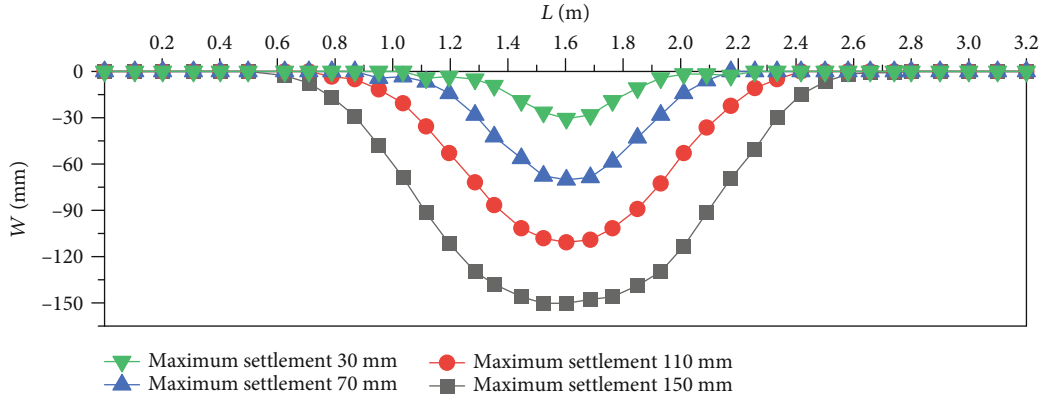 L (m)
0.2 0.4 0.6 0.8 1.0 1.2 1.4 1.6 1.8 2.0 2.2 2.4 2.6 2.8 3.0 3.2
0
−30
−60
−90
−120
−150
W (mm)
Maximum settlement 30 mm
Maximum settlement 70 mm
Maximum settlement 110 mm
Maximum settlement 150 mm